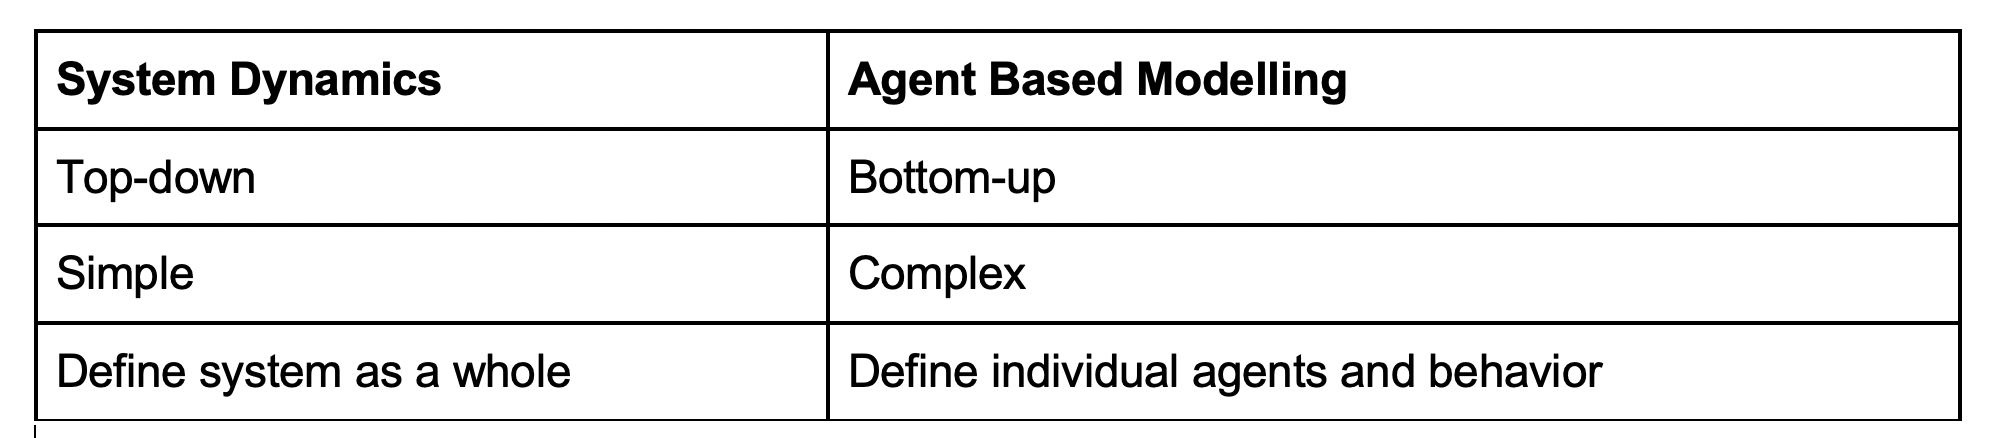 System Dynamics
Agent Based Modelling
Top-down
Bottom-up
Simple
Complex
Define system as a whole
Define individual agents and behavior